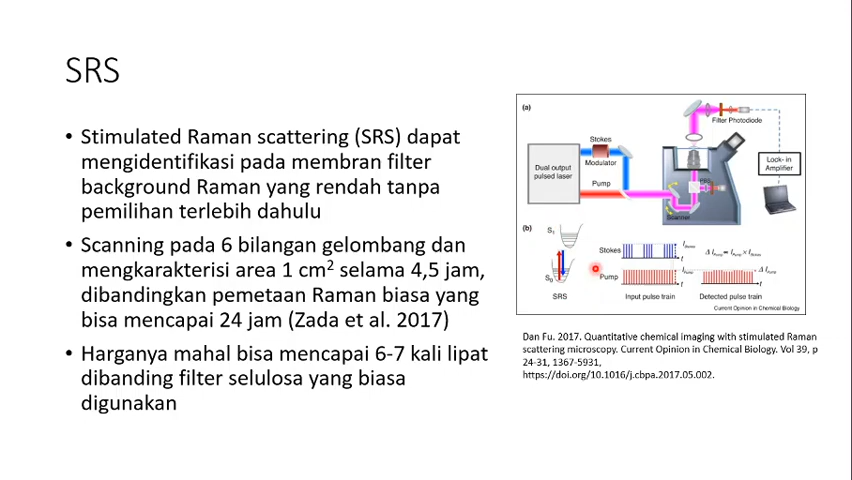 SRS
• Stimulated Raman scattering (SRS) dapat
mengidentifikasi pada membran filter
background Raman yang rendah tanpa
pemilihan terlebih dahulu
• Scanning pada 6 bilangan gelombang dan
mengkarakterisi area 1 cm² selama 4,5 jam,
dibandingkan pemetaan Raman biasa yang
bisa mencapai 24 jam (Zada et al. 2017)
• Harganya mahal bisa mencapai 6-7 kali lipat
dibanding filter selulosa yang biasa
digunakan
(a)
Filter Photodiode
Stokes
Modulator
Dual output
pulsed laser
Pump
Lock- in
Amplifier
Scanner
(b)
S₁
S₀
SRS
Stokes
Pump
t
t
t
Input pulse train
Detected pulse train
Current Opinion in Chemical Biology
Dan Fu. 2017. Quantitative chemical imaging with stimulated Raman
scattering microscopy. Current Opinion in Chemical Biology. Vol 39, p
24-31, 1367-5931,
https://doi.org/10.1016/j.cbpa.2017.05.002.